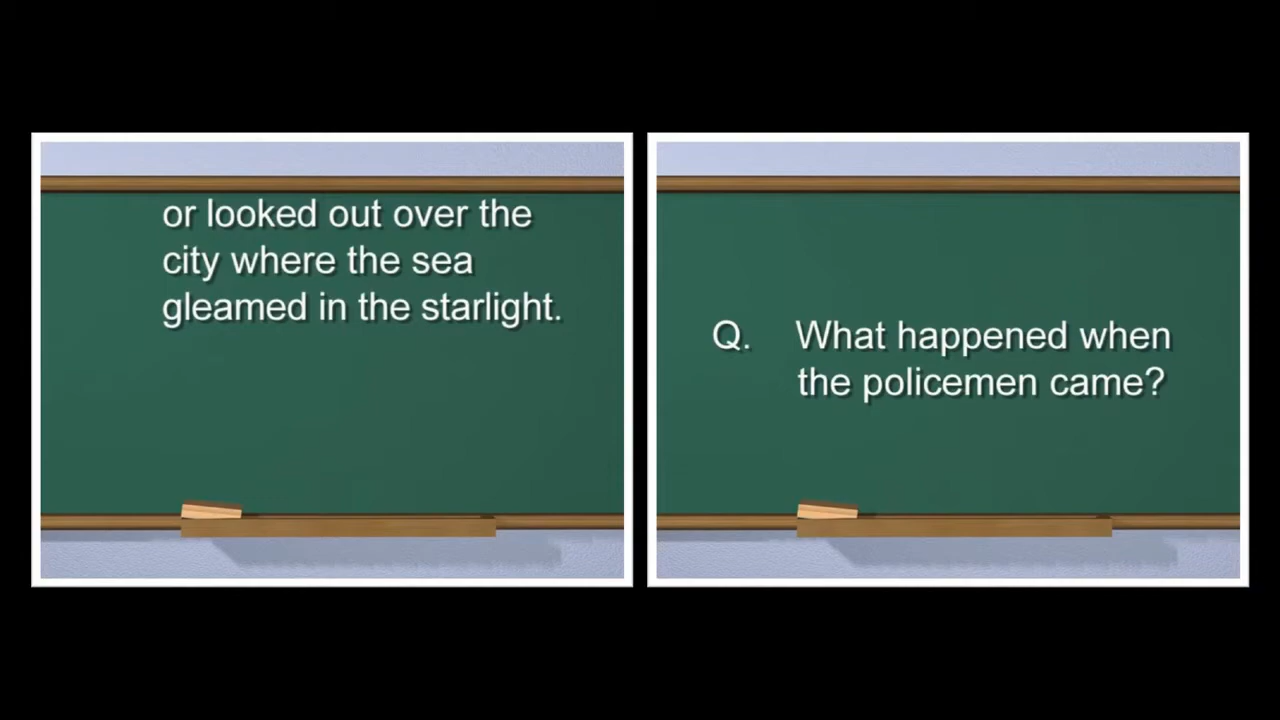 or looked out over the
city where the sea
gleamed in the starlight.
Q. What happened when
the policemen came?